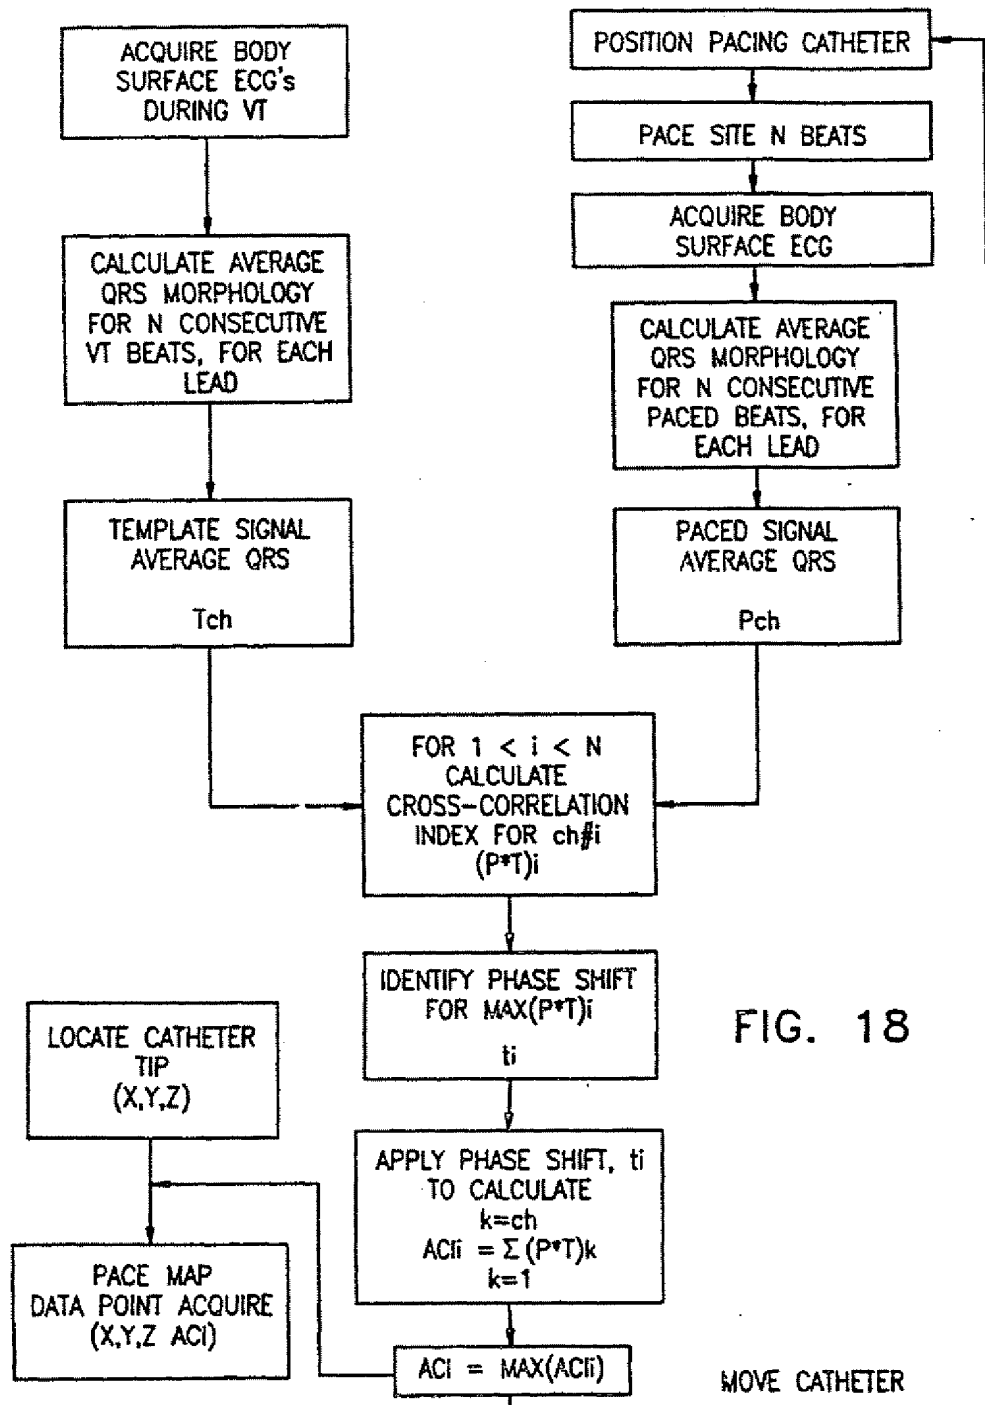 ACQUIRE BODY
SURFACE ECG's
DURING VT
CALCULATE AVERAGE
QRS MORPHOLOGY
FOR N CONSECUTIVE
VT BEATS, FOR EACH
LEAD
TEMPLATE SIGNAL
AVERAGE QRS
Tch
POSITION PACING CATHETER
PACE SITE N BEATS
ACQUIRE BODY
SURFACE ECG
CALCULATE AVERAGE
QRS MORPHOLOGY
FOR N CONSECUTIVE
PACED BEATS, FOR
EACH LEAD
PACED SIGNAL
AVERAGE QRS
Pch
FOR 1 < i < N
CALCULATE
CROSS-CORRELATION
INDEX FOR ch#i
(P*T)i
IDENTIFY PHASE SHIFT
FOR MAX(P*T)i
ti
FIG. 18
LOCATE CATHETER
TIP
(X,Y,Z)
APPLY PHASE SHIFT, ti
TO CALCULATE
k=ch
ACIi = Σ(P*T)k
k=1
PACE MAP
DATA POINT ACQUIRE
(X,Y,Z ACI)
ACI = MAX(ACIi)
MOVE CATHETER